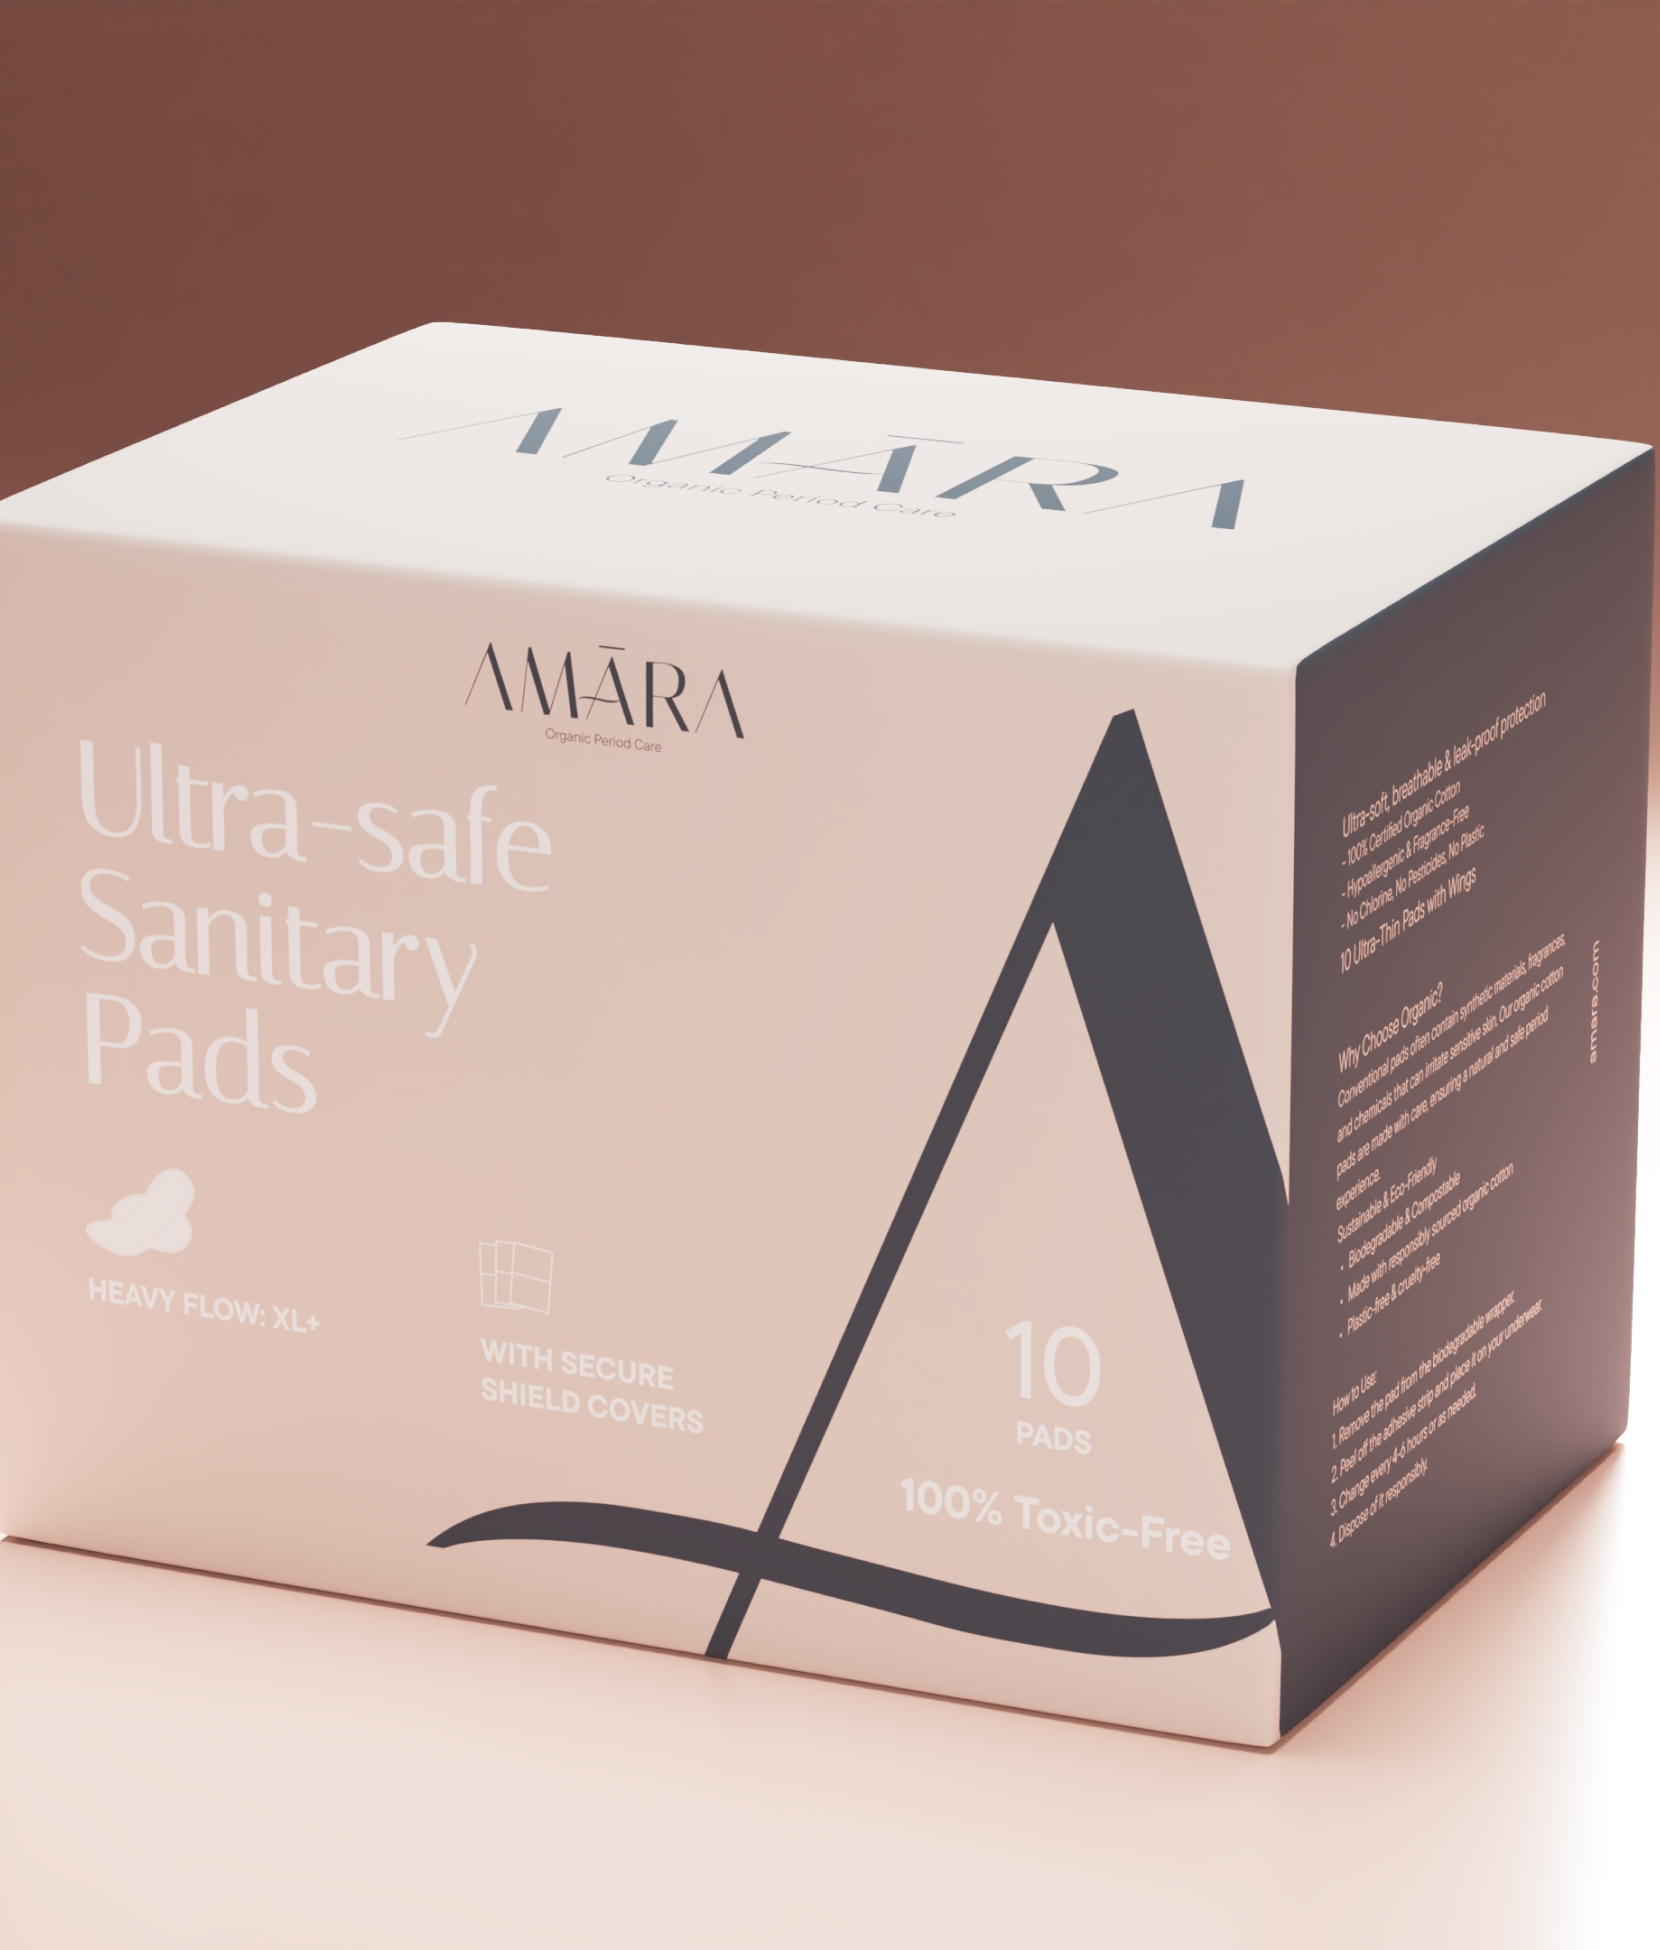 AMĀRA
Organic Period Care
AMĀRA
Organic Period Care
Ultra-safe
Sanitary
Pads
HEAVY FLOW: XL+
WITH SECURE
SHIELD COVERS
10
PADS
100% Toxic-Free
Ultra-soft, breathable & leak-proof protection
- 100% Certified Organic Cotton
- Hypoallergenic & Fragrance-Free
- No Chlorine, No Pesticides, No Plastic
10 Ultra-Thin Pads with Wings
Why Choose Organic?
Conventional pads often contain synthetic materials, fragrances,
and chemicals that can irritate sensitive skin. Our organic cotton
pads are made with care, ensuring a natural and safe period
experience.
Sustainable & Eco-Friendly
• Biodegradable & Compostable
• Made with responsibly sourced organic cotton
• Plastic-free & cruelty-free
How to Use:
1. Remove the pad from the biodegradable wrapper.
2. Peel off the adhesive strip and place it on your underwear.
3. Change every 4-6 hours or as needed.
4. Dispose of it responsibly.
amara.com